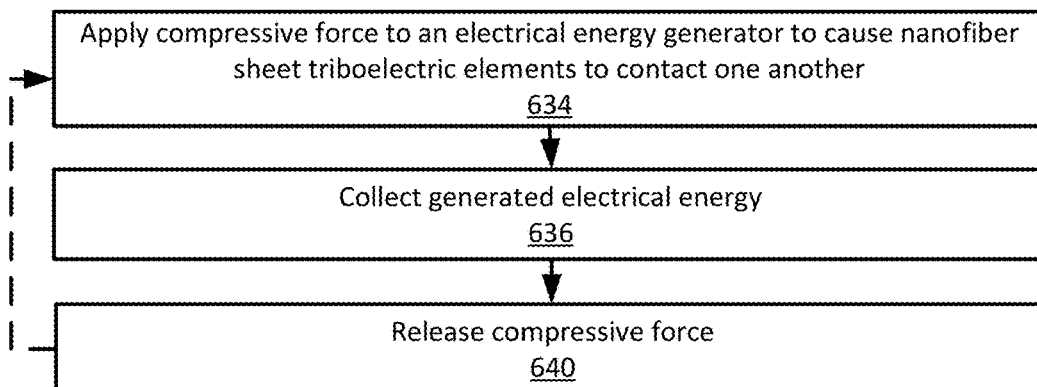 Apply compressive force to an electrical energy generator to cause nanofiber
sheet triboelectric elements to contact one another
634
Collect generated electrical energy
636
Release compressive force
640